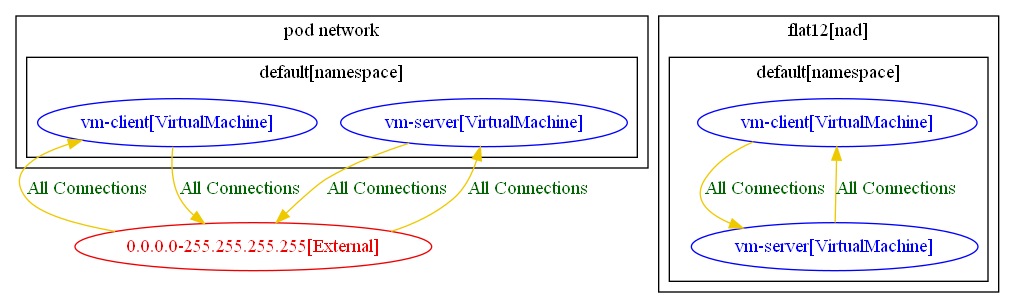 pod network
default[namespace]
vm-client[VirtualMachine]
vm-server[VirtualMachine]
All Connections
All Connections
All Connections
All Connections
0.0.0.0-255.255.255.255[External]
flat12[nad]
default[namespace]
vm-client[VirtualMachine]
All Connections
All Connections
vm-server[VirtualMachine]